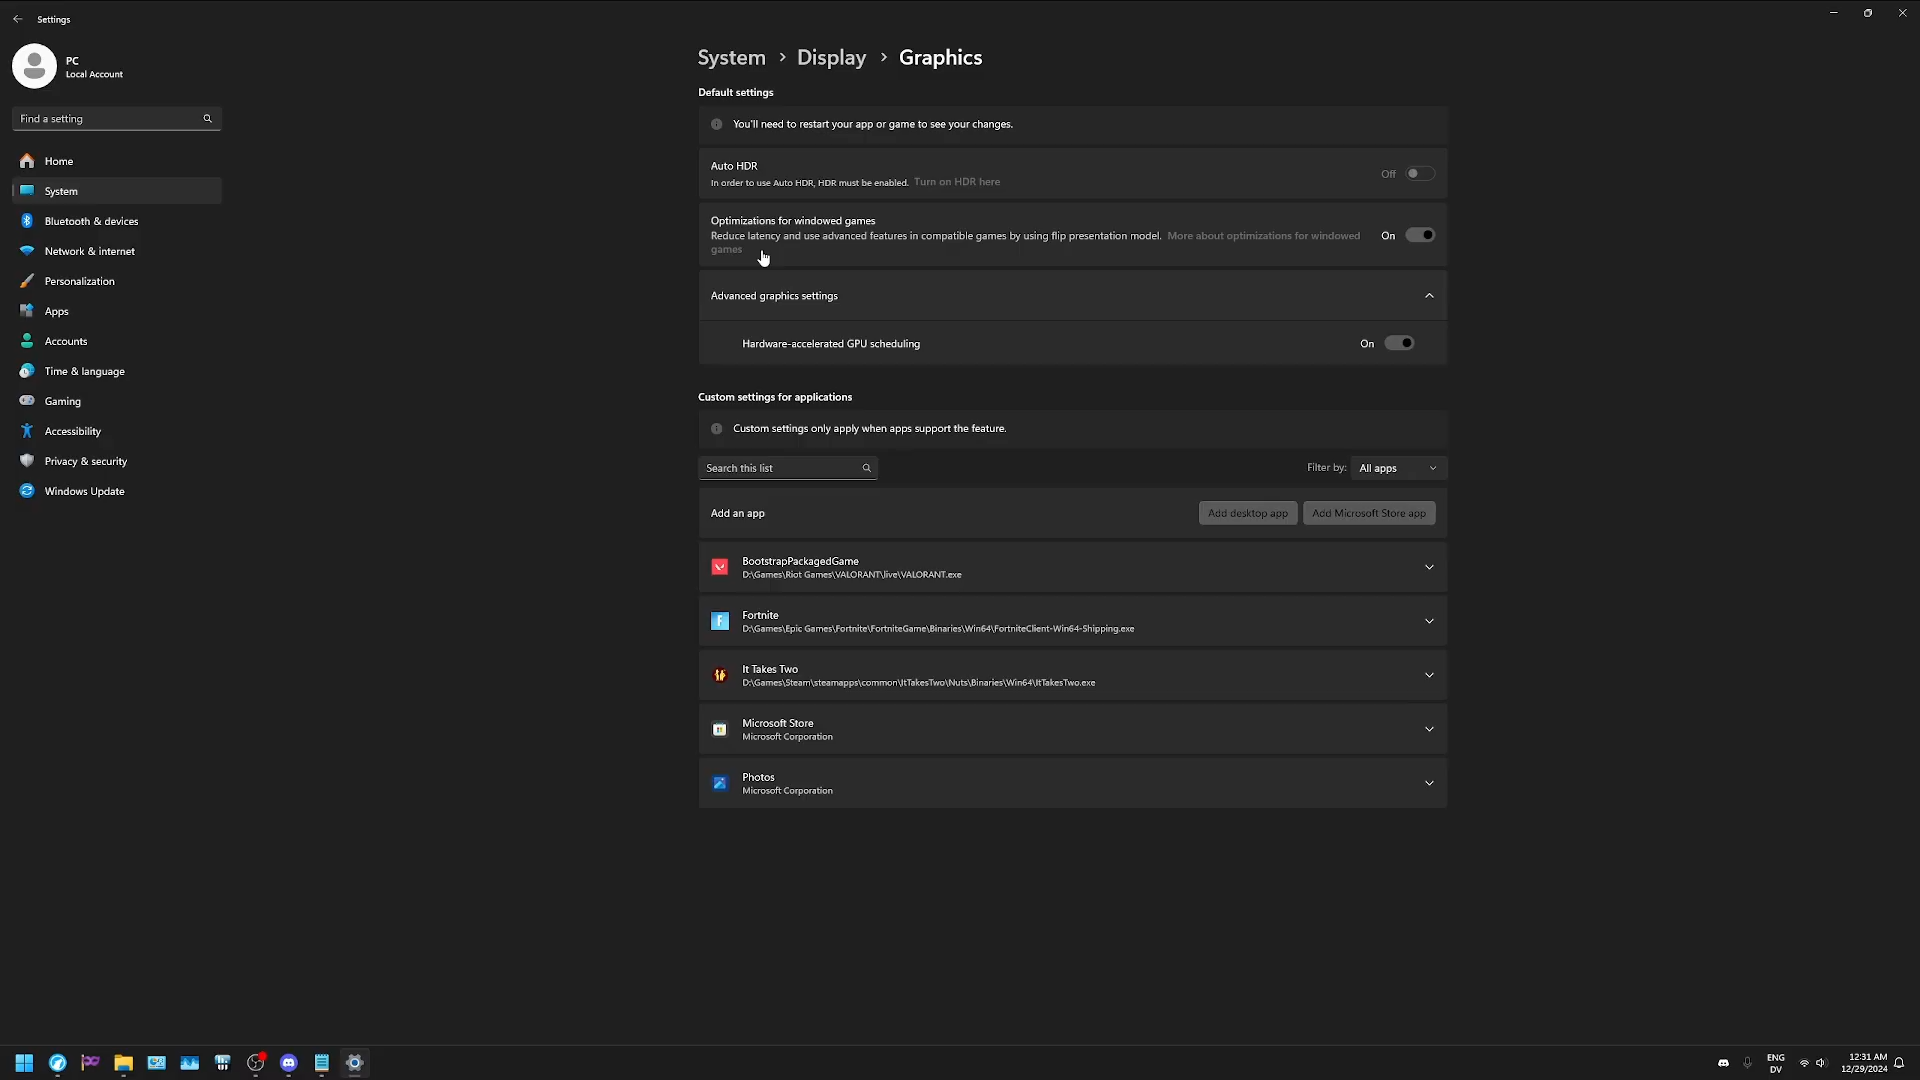 Settings
PC
Local Account
Find a setting
Home
System
Bluetooth & devices
Network & internet
Personalization
Apps
Accounts
Time & language
Gaming
Accessibility
Privacy & security
Windows Update
System > Display > Graphics
Default settings
You'll need to restart your app or game to see your changes.
Auto HDR
In order to use Auto HDR, HDR must be enabled. Turn on HDR here
Off
Optimizations for windowed games
Reduce latency and use advanced features in compatible games by using flip presentation model. More about optimizations for windowed
games
On
Advanced graphics settings
Hardware-accelerated GPU scheduling
On
Custom settings for applications
Custom settings only apply when apps support the feature.
Search this list
Filter by: All apps
Add an app
Add desktop app
Add Microsoft Store app
BootstrapPackagedGame
D:\Games\Riot Games\VALORANT\live\VALORANT.exe
Fortnite
D:\Games\Epic Games\Fortnite\FortniteGame\Binaries\Win64\FortniteClient-Win64-Shipping.exe
It Takes Two
D:\Games\Steam\steamapps\common\ItTakesTwo\Nuts\Binaries\Win64\ItTakesTwo.exe
Microsoft Store
Microsoft Corporation
Photos
Microsoft Corporation
ENG
DV
12:31 AM
12/29/2024